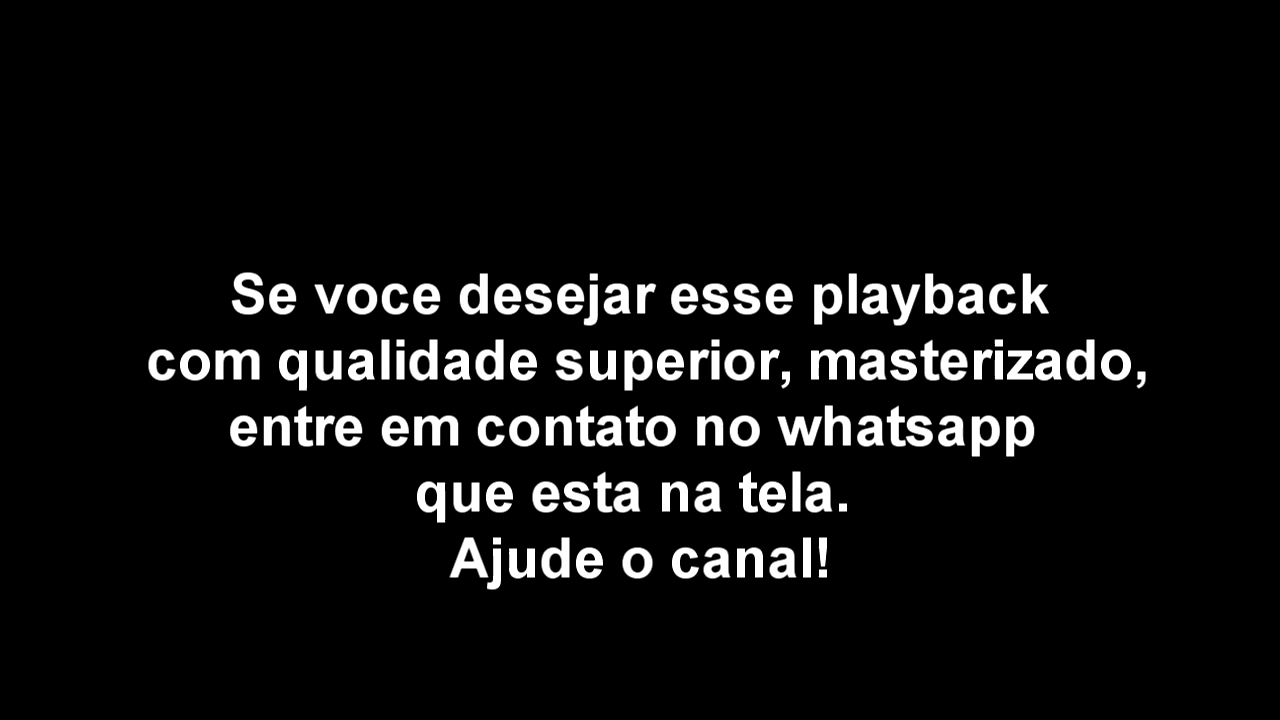 Se voce desejar esse playback
com qualidade superior, masterizado,
entre em contato no whatsapp
que esta na tela.
Ajude o canal!